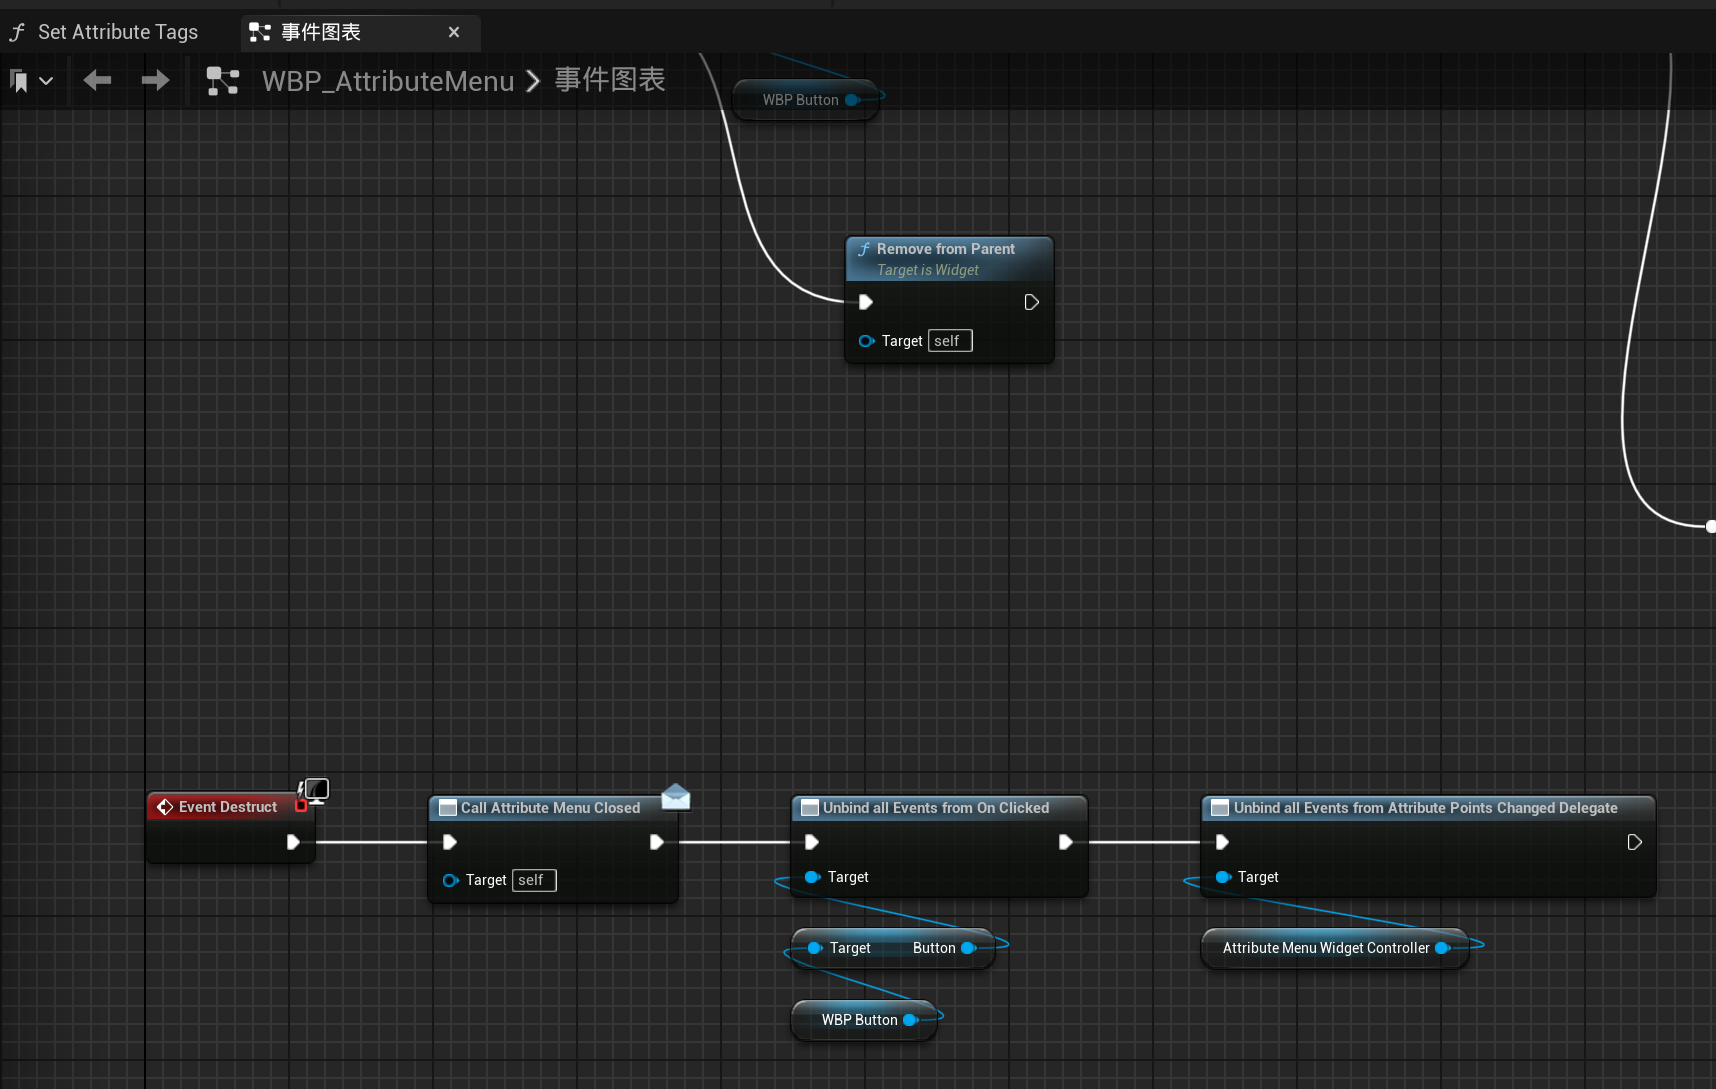 Set Attribute Tags
事件图表
WBP_AttributeMenu
事件图表
WBP Button
f Remove from Parent
Target is Widget
Target self
Event Destruct
Call Attribute Menu Closed
Target self
Unbind all Events from On Clicked
Target
Target Button
WBP Button
Unbind all Events from Attribute Points Changed Delegate
Target
Attribute Menu Widget Controller